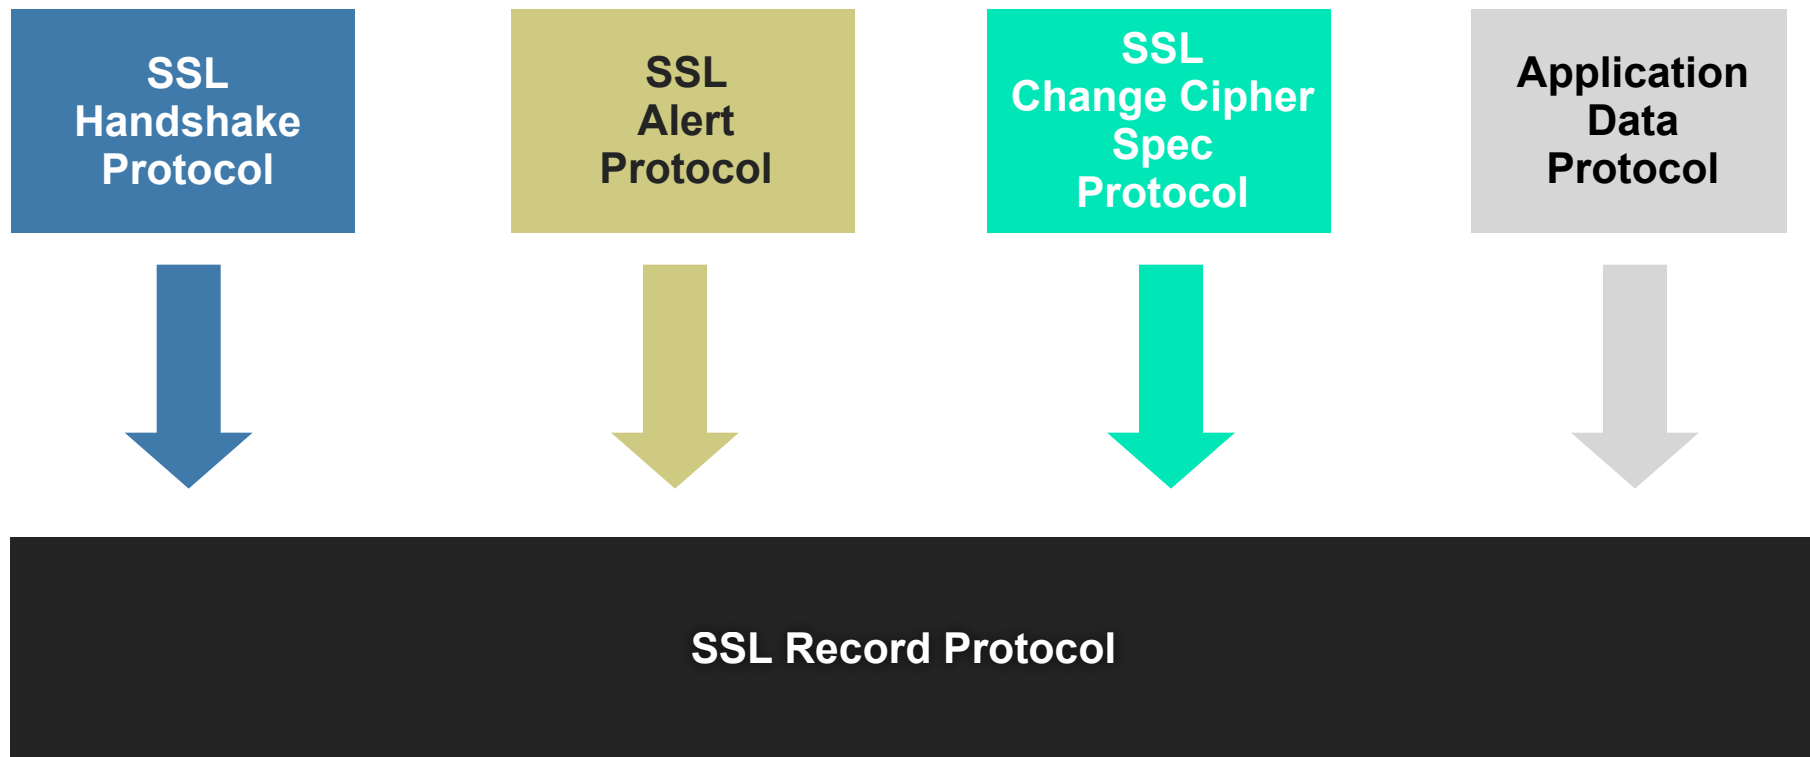 SSL
Handshake
Protocol
SSL
Alert
Protocol
SSL
Change Cipher
Spec
Protocol
Application
Data
Protocol
SSL Record Protocol